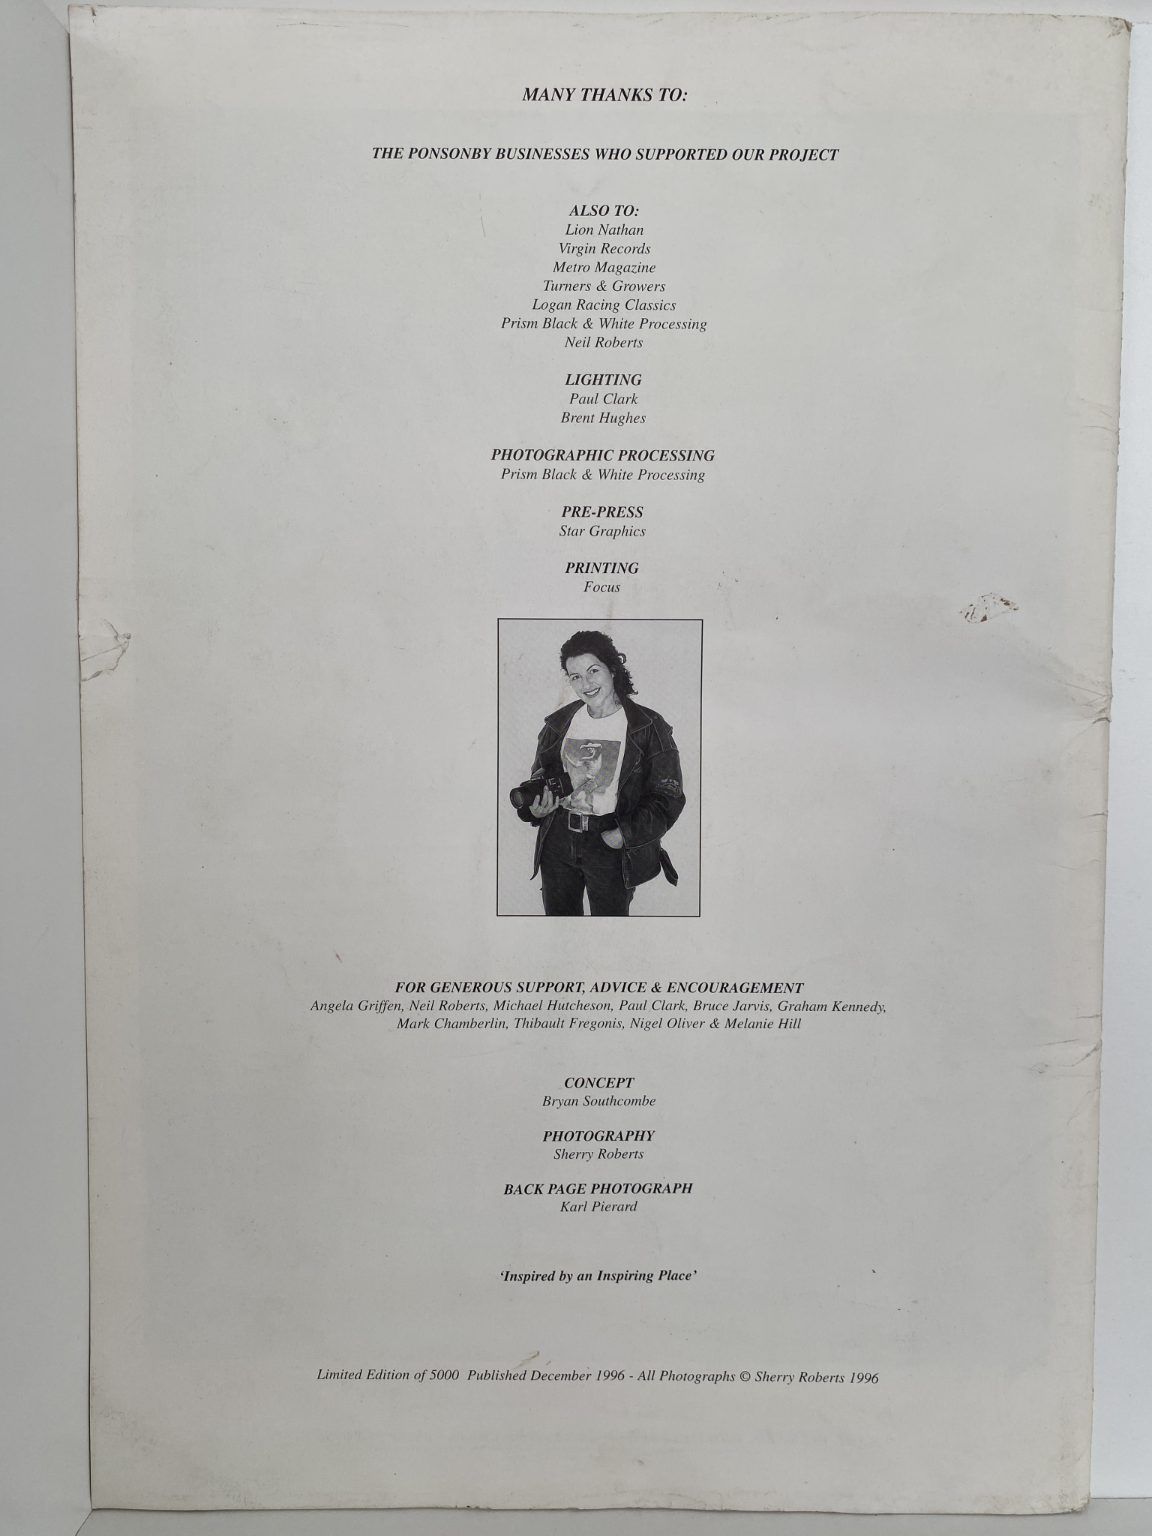 MANY THANKS TO:
THE PONSONBY BUSINESSES WHO SUPPORTED OUR PROJECT
ALSO TO:
Lion Nathan
Virgin Records
Metro Magazine
Turners & Growers
Logan Racing Classics
Prism Black & White Processing
Neil Roberts
LIGHTING
Paul Clark
Brent Hughes
PHOTOGRAPHIC PROCESSING
Prism Black & White Processing
PRE-PRESS
Star Graphics
PRINTING
Focus
FOR GENEROUS SUPPORT, ADVICE & ENCOURAGEMENT
Angela Griffen, Neil Roberts, Michael Hutcheson, Paul Clark, Bruce Jarvis, Graham Kennedy,
Mark Chamberlin, Thibault Fregonis, Nigel Oliver & Melanie Hill
CONCEPT
Bryan Southcombe
PHOTOGRAPHY
Sherry Roberts
BACK PAGE PHOTOGRAPH
Karl Pierard
‘Inspired by an Inspiring Place’
Limited Edition of 5000 Published December 1996 - All Photographs © Sherry Roberts 1996